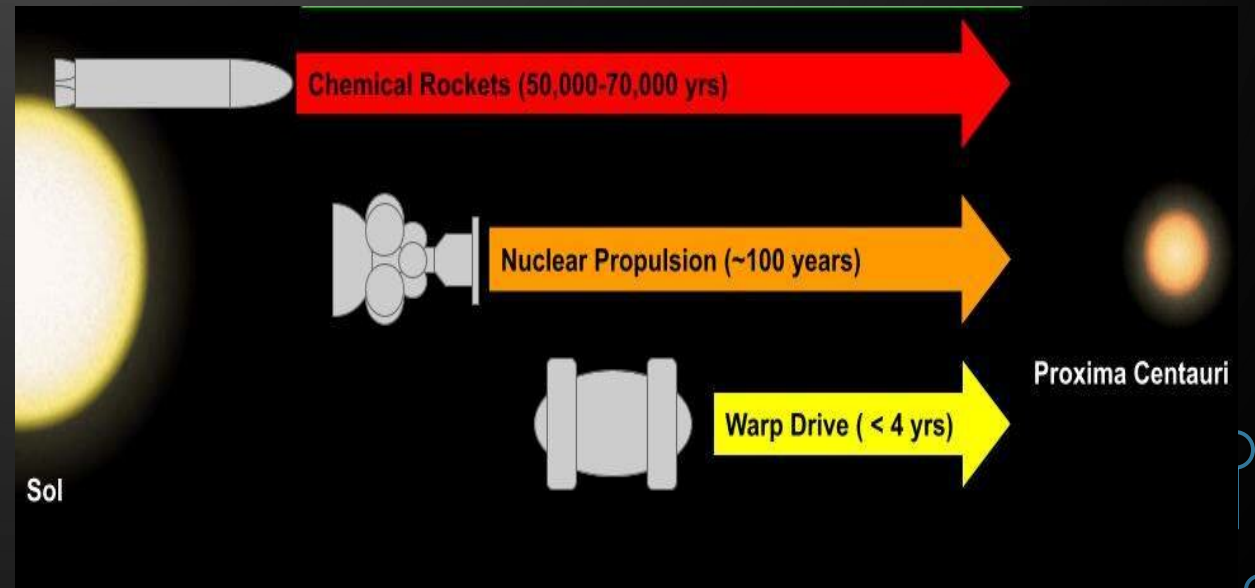 Chemical Rockets (50,000-70,000 yrs)
Nuclear Propulsion (~100 years)
Proxima Centauri
Warp Drive ( < 4 yrs)
Sol